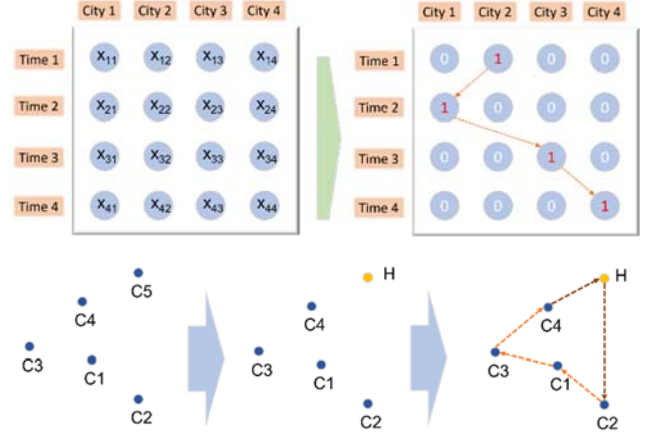 City 1 City 2 City 3 City 4
Time 1 X11 X12 X13 X14
Time 2 X21 X22 X23 X24
Time 3 X31 X32 X33 X34
Time 4 X41 X42 X43 X44
City 1 City 2 City 3 City 4
Time 1 0 1 0 0
Time 2 1 0 0 0
Time 3 0 0 1 0
Time 4 0 0 0 1
C5
C4
C3
C1
C2
H
C4
C3
C1
C2
H
C4
C3
C1
C2